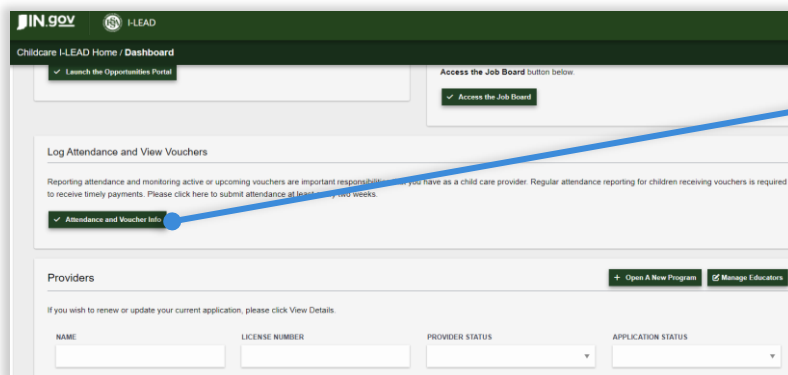 IN.gov I-LEAD
Childcare I-LEAD Home / Dashboard
Launch the Opportunities Portal
Access the Job Board button below.
Access the Job Board
Log Attendance and View Vouchers
Reporting attendance and monitoring active or upcoming vouchers are important you have as a child care provider. Regular attendance reporting for children receiving vouchers is required
to receive timely payments. Please click here to submit attendance at least two weeks.
Attendance and Voucher Info
Providers
+ Open A New Program Manage Educators
If you wish to renew or update your current application, please click View Details.
NAME LICENSE NUMBER PROVIDER STATUS APPLICATION STATUS